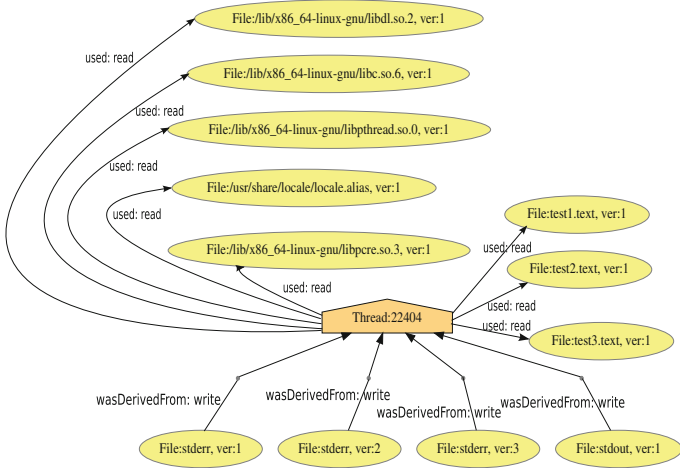 File:/lib/x86_64-linux-gnu/libdl.so.2, ver:1
used: read
File:/lib/x86_64-linux-gnu/libc.so.6, ver:1
used: read
File:/lib/x86_64-linux-gnu/libpthread.so.0, ver:1
used: read
File:/usr/share/locale/locale.alias, ver:1
used: read
File:test1.text, ver:1
File:/lib/x86_64-linux-gnu/libpcre.so.3, ver:1
used: read
File:test2.text, ver:1
used: read
used: read
Thread:22404
used: read
File:test3.text, ver:1
wasDerivedFrom: write
wasDerivedFrom: write
wasDerivedFrom: write
wasDerivedFrom: write
File:stderr, ver:1
File:stderr, ver:2
File:stderr, ver:3
File:stdout, ver:1